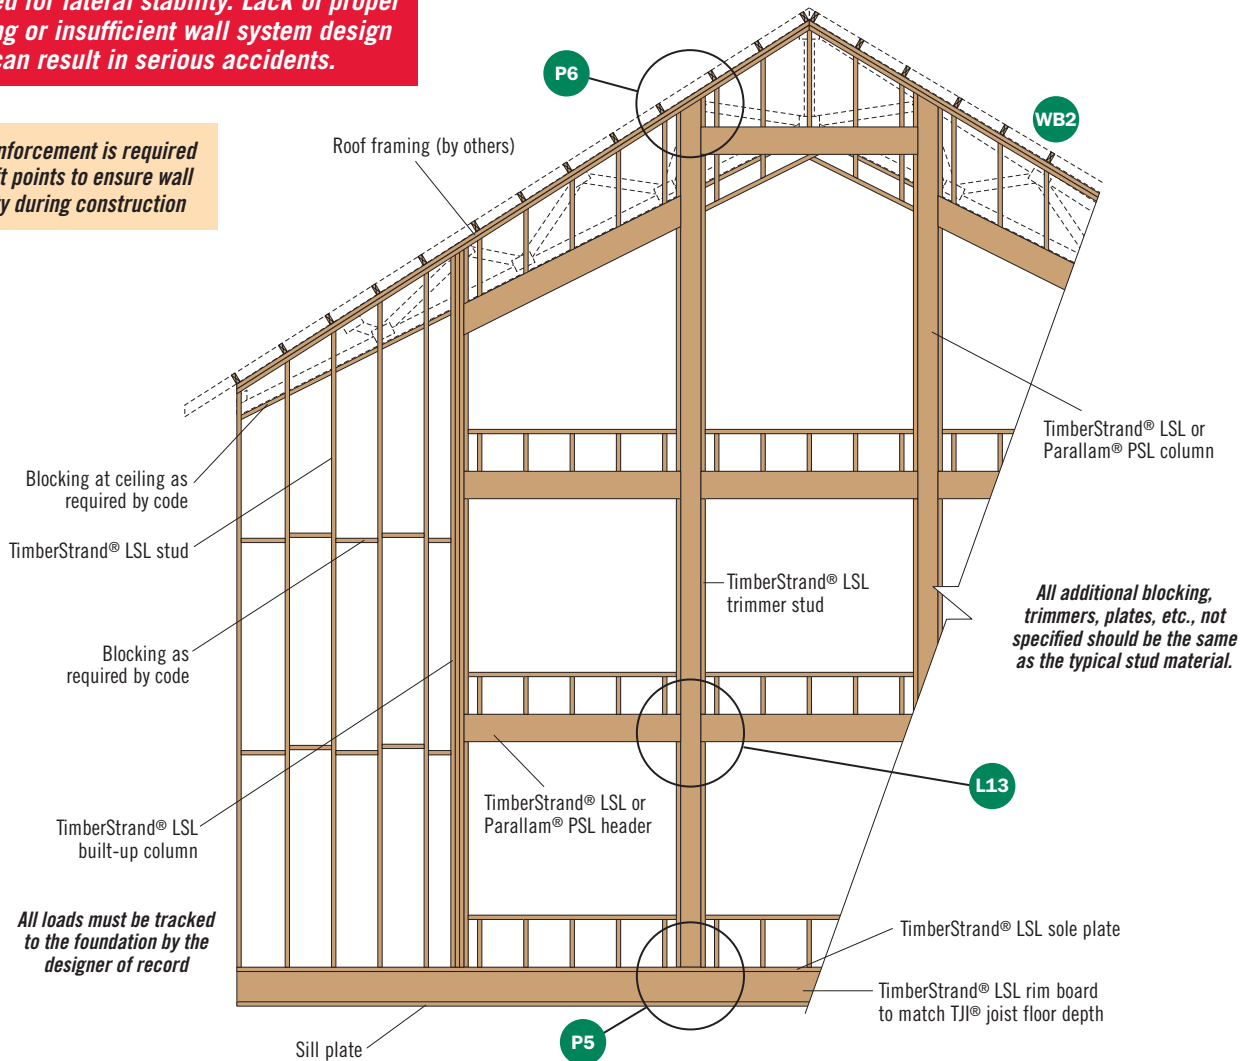 ed for lateral stability. Lack of proper
ng or insufficient wall system design
can result in serious accidents.
P6
WB2
Roof framing (by others)
nforcement is required
ft points to ensure wall
y during construction
TimberStrand® LSL or
Parallam® PSL column
Blocking at ceiling as
required by code
TimberStrand® LSL stud
TimberStrand® LSL
trimmer stud
All additional blocking,
trimmers, plates, etc., not
specified should be the same
as the typical stud material.
Blocking as
required by code
L13
TimberStrand® LSL or
Parallam® PSL header
TimberStrand® LSL
built-up column
All loads must be tracked
to the foundation by the
designer of record
TimberStrand® LSL sole plate
TimberStrand® LSL rim board
to match TJI® joist floor depth
Sill plate
P5